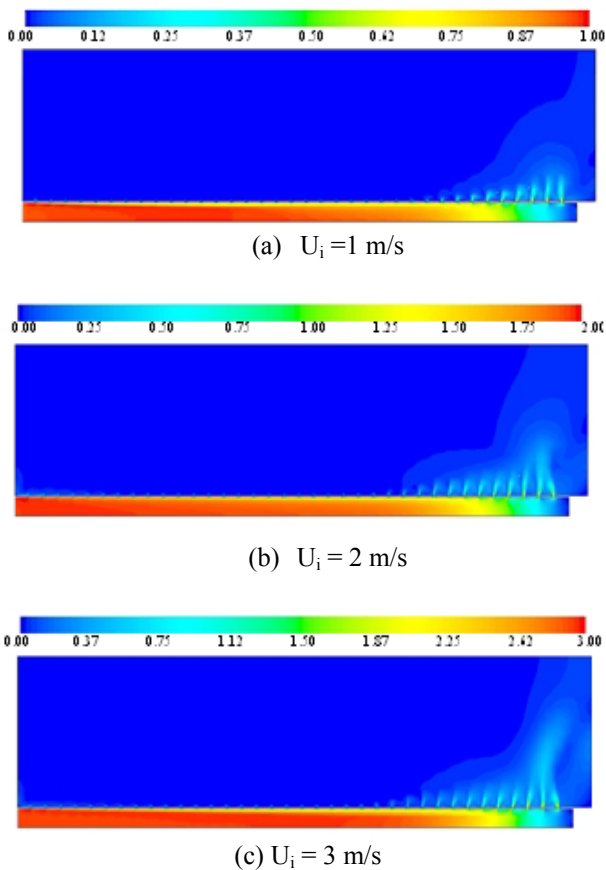 0.00 0.12 0.25 0.37 0.50 0.62 0.75 0.87 1.00
(a) Uᵢ =1 m/s
0.00 0.25 0.50 0.75 1.00 1.25 1.50 1.75 2.00
(b) Uᵢ = 2 m/s
0.00 0.37 0.75 1.12 1.50 1.87 2.25 2.62 3.00
(c) Uᵢ = 3 m/s